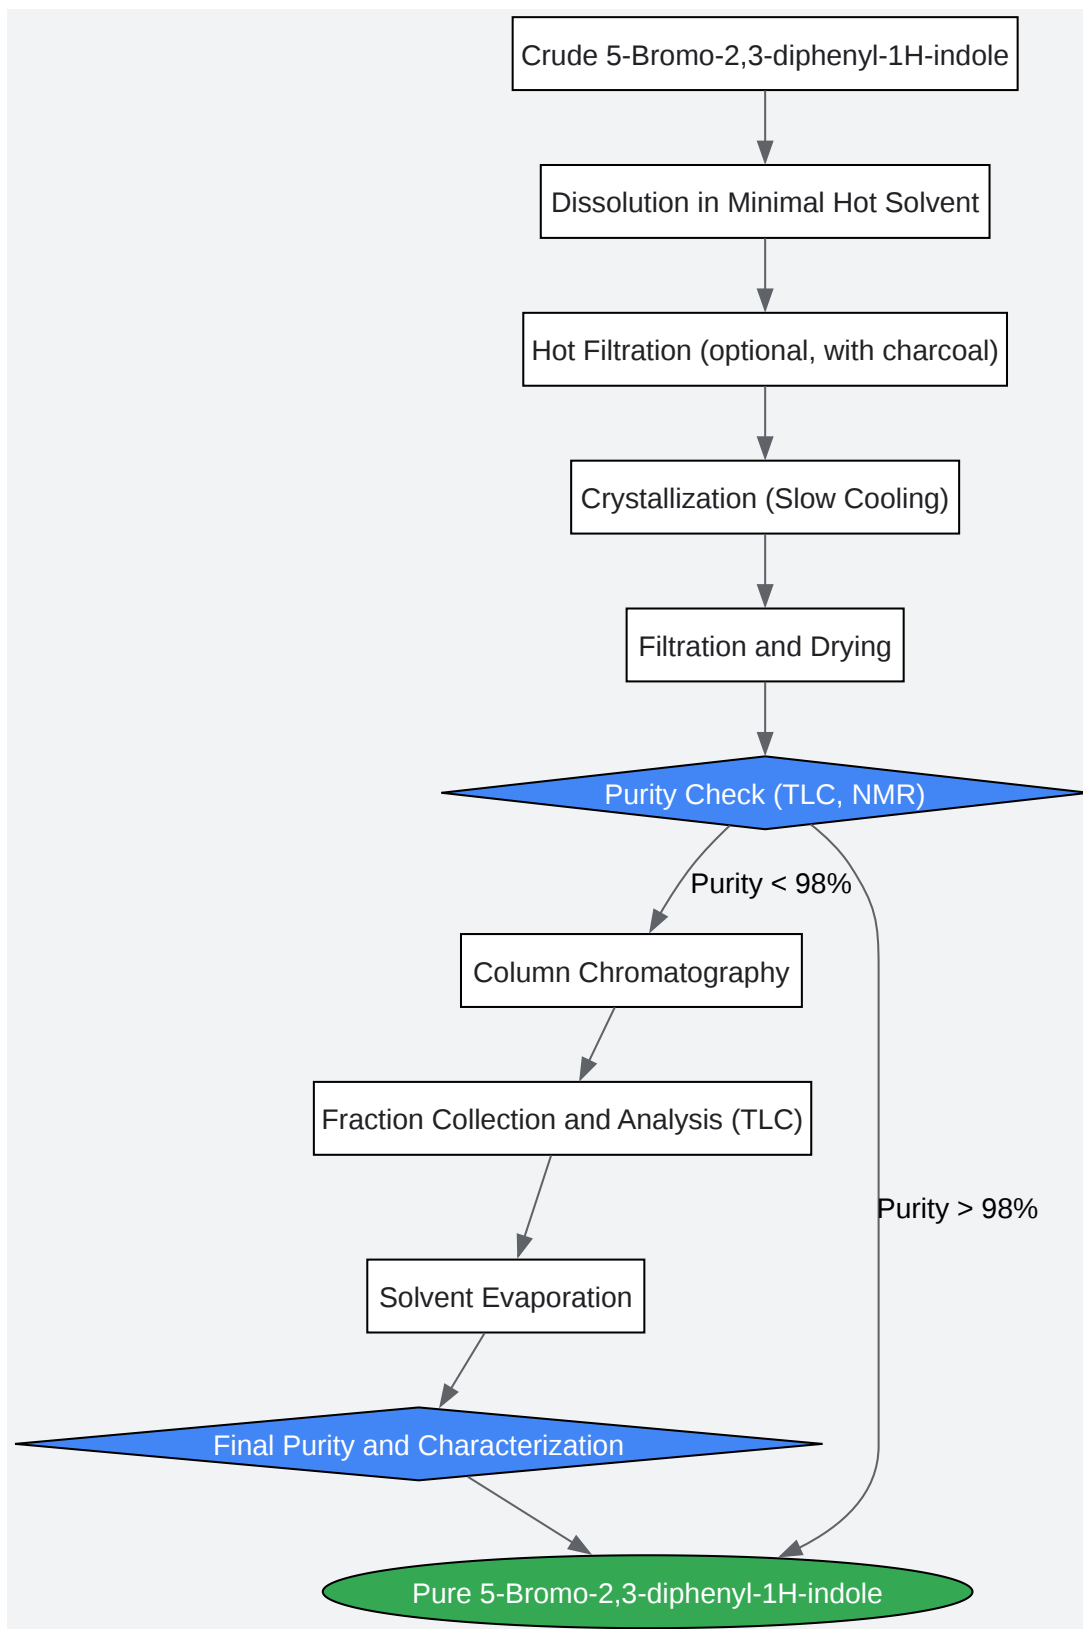 Crude 5-Bromo-2,3-diphenyl-1H-indole
Dissolution in Minimal Hot Solvent
Hot Filtration (optional, with charcoal)
Crystallization (Slow Cooling)
Filtration and Drying
Purity Check (TLC, NMR)
Purity < 98%
Column Chromatography
Fraction Collection and Analysis (TLC)
Purity > 98%
Solvent Evaporation
Final Purity and Characterization
Pure 5-Bromo-2,3-diphenyl-1H-indole